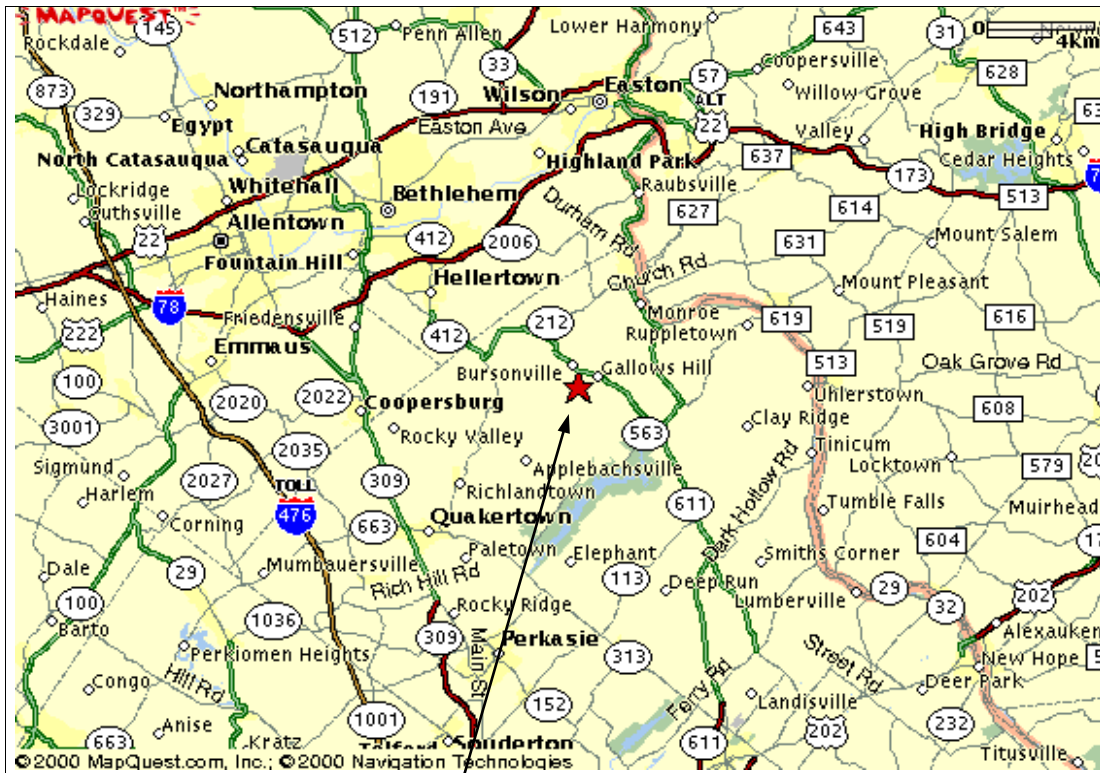 MAPQUEST
145
512
Penn Allen
Lower Harmony
643
31
0
4Km
Rockdale
33
57
Coopersville
628
873
Northampton
191
Wilson
Easton
ALT
22
Willow Grove
329
Egypt
Easton Ave
Valley
High Bridge
Catasauqua
North Catasauqua
Highland Park
637
Cedar Heights
Whitehall
Bethlehem
Raubsville
173
513
Lockridge
Guthsville
Allentown
22
412
2006
Durham Rd
627
614
631
Mount Salem
Fountain Hill
Hellertown
Church Rd
Mount Pleasant
Haines
78
Friedensville
412
212
Monroe
Ruppletown
619
519
616
222
Emmaus
Bursonville
Gallows Hill
513
Oak Grove Rd
100
2020
2022
Coopersburg
Uhlerstown
608
3001
Rocky Valley
563
Clay Ridge
2035
Tinicum
Sigmund
2027
309
Applebachsville
Locktown
579
Harlem
TOLL
476
Richlandtown
611
Dark Hollow Rd
Tumble Falls
Muirhead
Corning
663
Quakertown
604
Dale
29
Mumbauersville
Rich Hill Rd
Paletown
Elephant
113
Deep Run
Smiths Corner
Lumberville
29
32
202
100
Barto
1036
Rocky Ridge
309
Main St
Perkasie
313
Alexauken
Perkiomen Heights
Street Rd
New Hope
Congo
Hill Rd
Ferry Rd
Landisville
Deer Park
152
202
232
663
Anise
Kratz
1001
Telford
Souderton
611
Titusville
©2000 MapQuest.com, Inc.; ©2000 Navigation Technologies